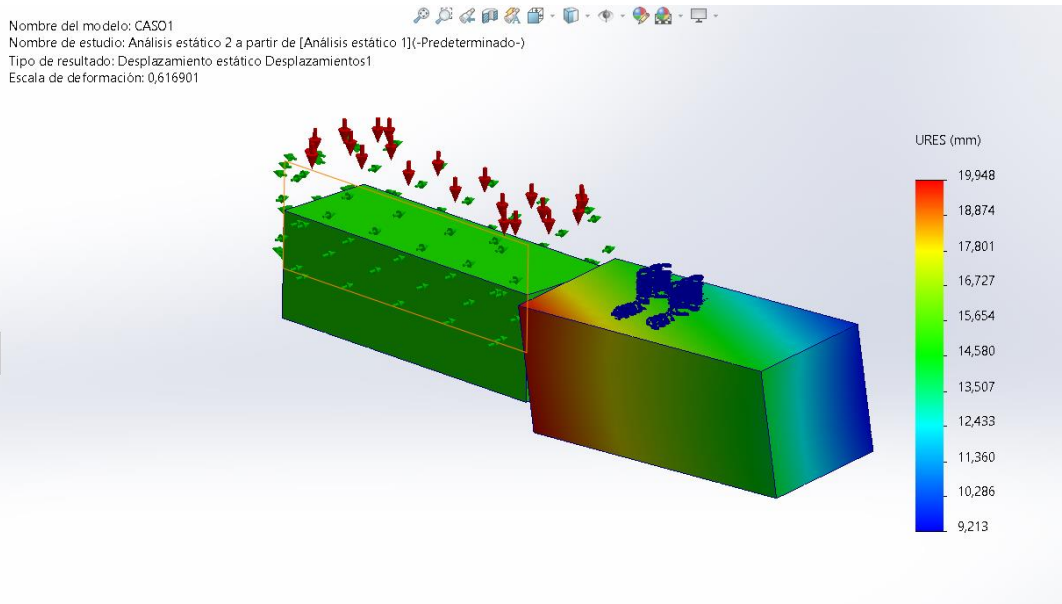 Nombre del modelo: CASO1
Nombre de estudio: Análisis estático 2 a partir de [Análisis estático 1](-Predeterminado-)
Tipo de resultado: Desplazamiento estático Desplazamientos1
Escala de deformación: 0,616901
URES (mm)
19,948
18,874
17,801
16,727
15,654
14,580
13,507
12,433
11,360
10,286
9,213